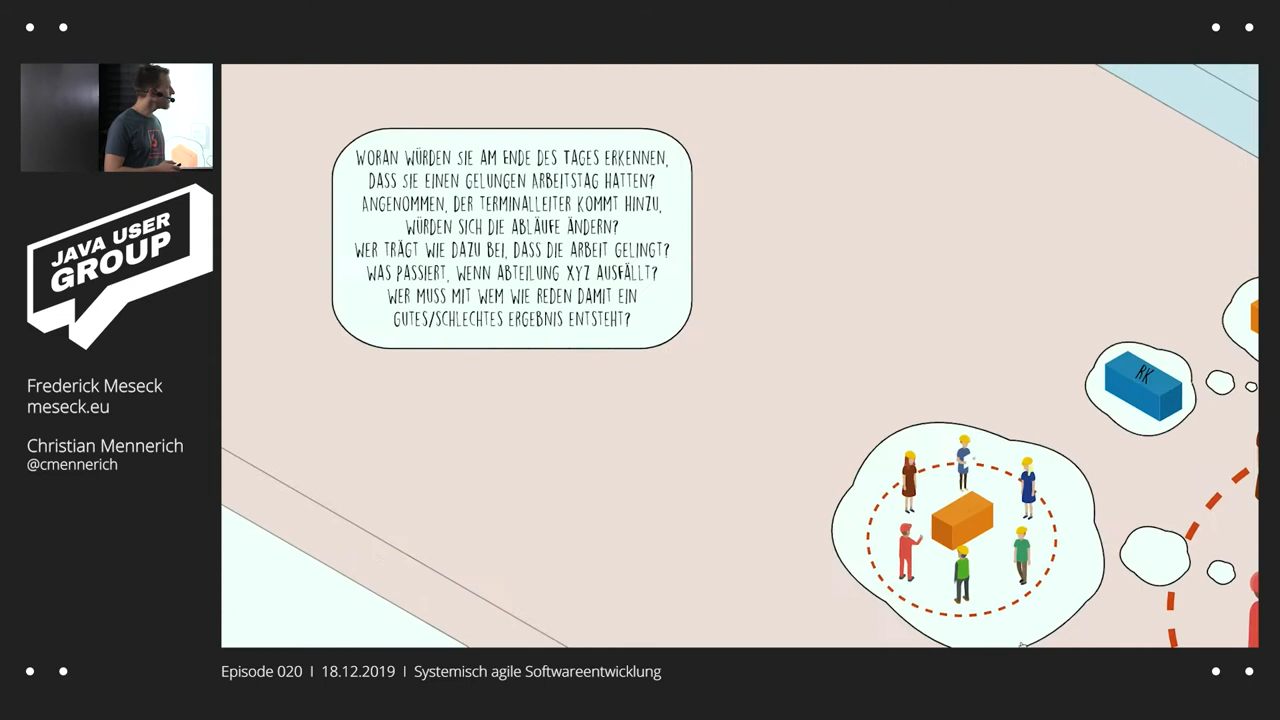 WORAN WÜRDEN SIE AM ENDE DES TAGES ERKENNEN,
DASS SIE EINEN GELUNGEN ARBEITSTAG HATTEN?
ANGENOMMEN, DER TERMINALLEITER KOMMT HINZU,
WÜRDEN SICH DIE ABLÄUFE ÄNDERN?
WER TRÄGT WIE DAZU BEI, DASS DIE ARBEIT GELINGT?
WAS PASSIERT, WENN ABTEILUNG XYZ AUSFÄLLT?
WER MUSS MIT WEM WIE REDEN DAMIT EIN
GUTES/SCHLECHTES ERGEBNIS ENTSTEHT?
RK
JAVA USER
GROUP
Frederick Meseck
meseck.eu
Christian Mennerich
@cmennerich
Episode 020 I 18.12.2019 I Systemisch agile Softwareentwicklung